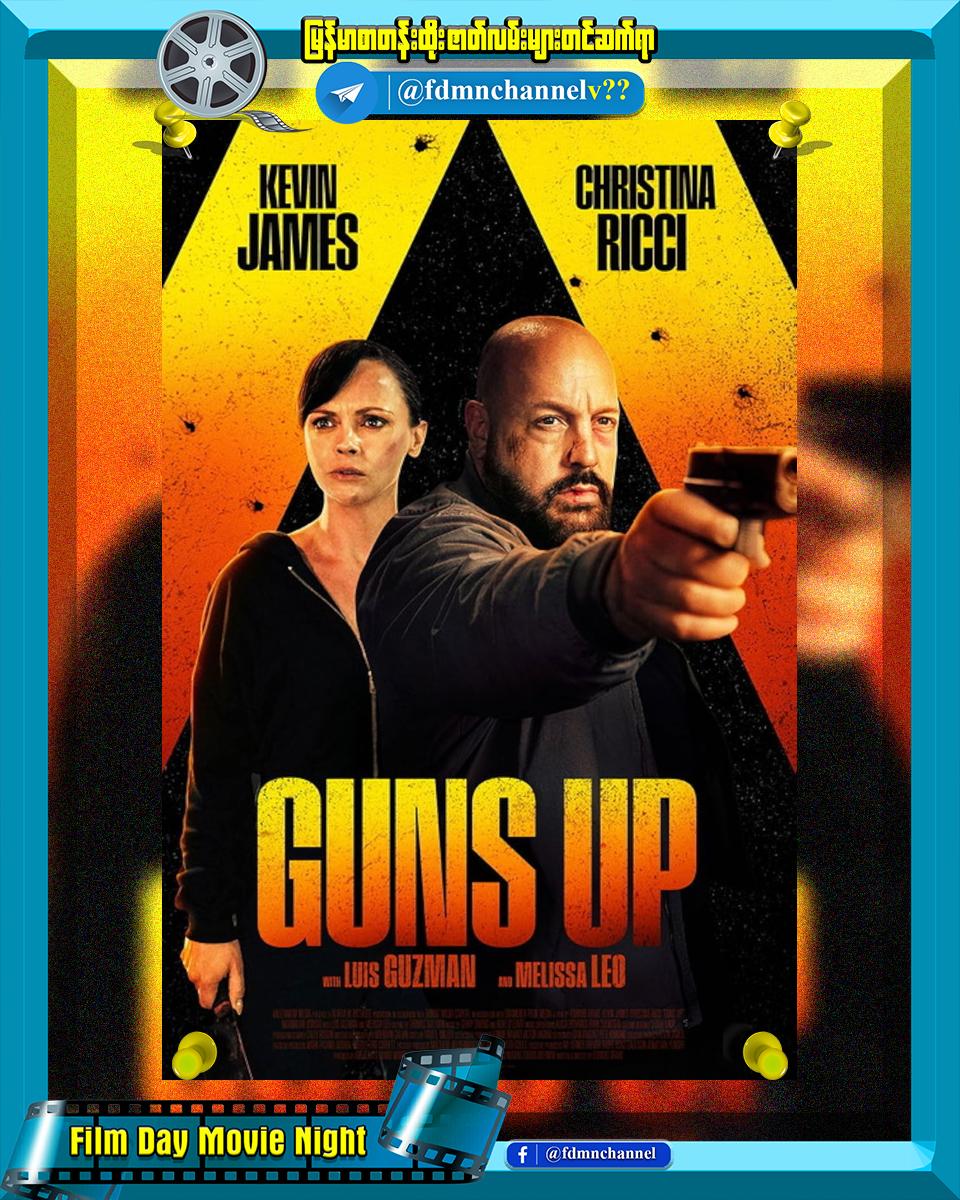 မြန်မာစာတန်းထိုးဇာတ်လမ်းများတင်ဆက်ရာ
@fdmnchannelv??
KEVIN
JAMES
CHRISTINA
RICCI
GUNS UP
WITH LUIS GUZMAN AND MELISSA LEO
Film Day Movie Night
@fdmnchannel